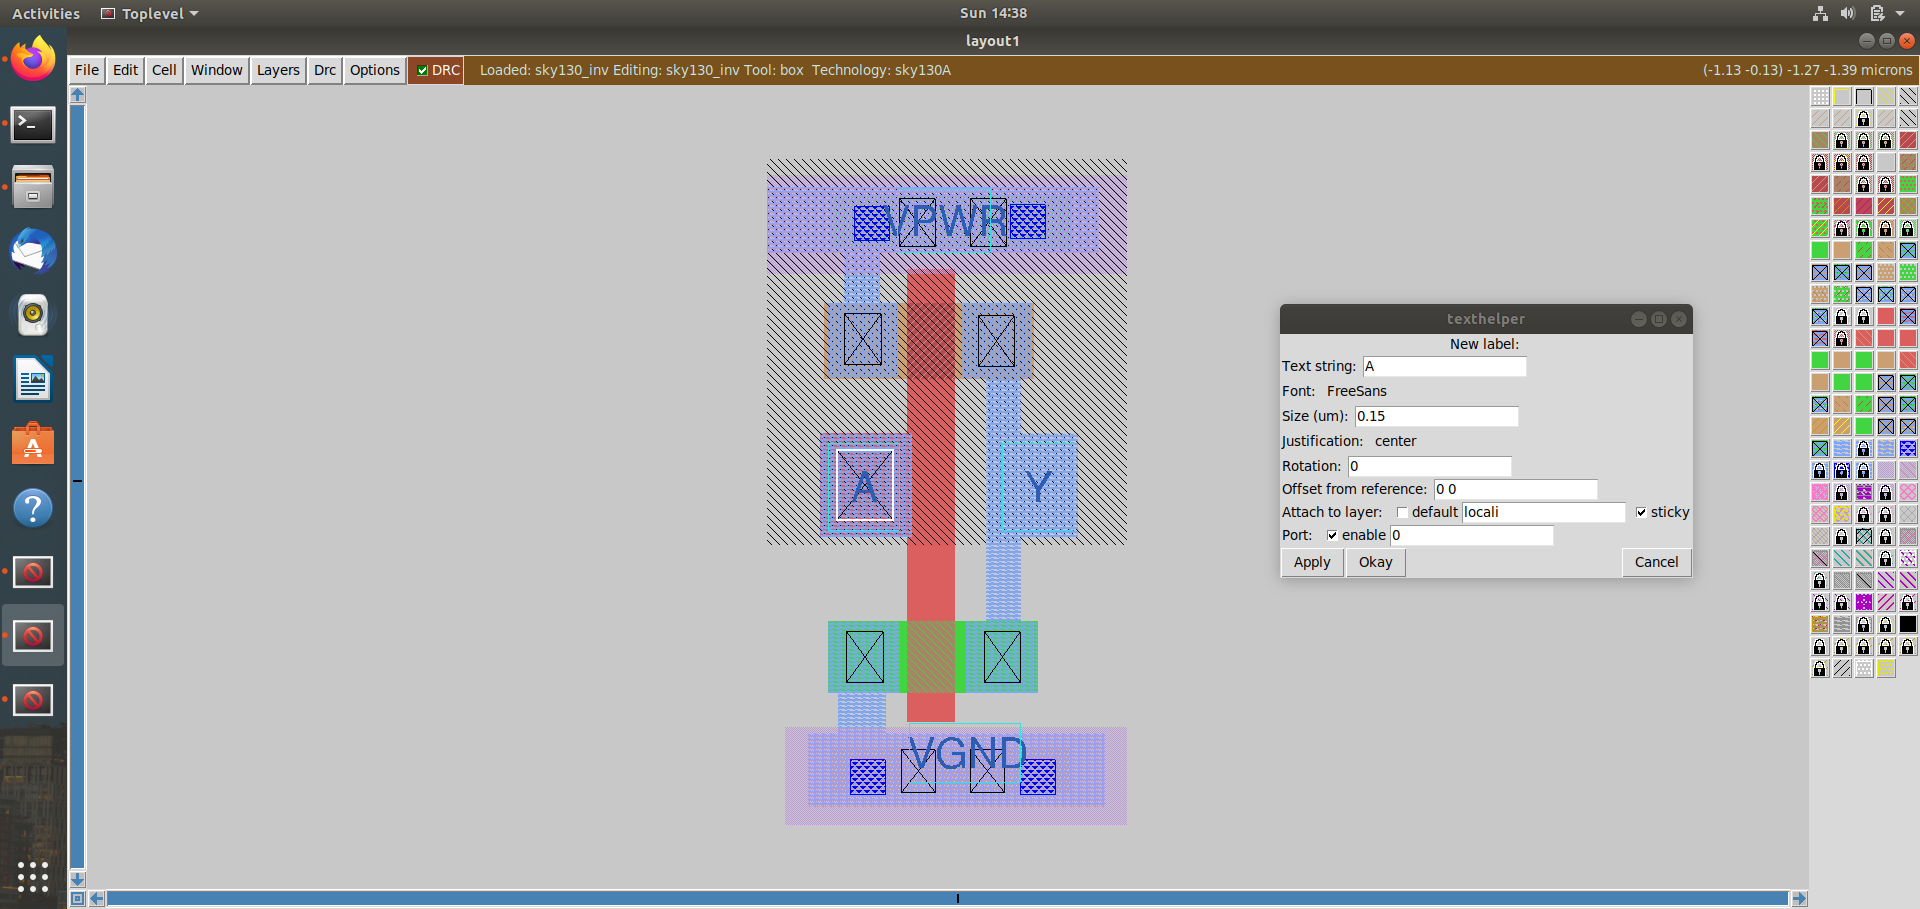 Activities Toplevel Sun 14:38
layout1
File Edit Cell Window Layers Drc Options DRC Loaded: sky130_inv Editing: sky130_inv Tool: box Technology: sky130A (-1.13 -0.13) -1.27 -1.39 microns
VPWR
A
Y
VGND
texthelper
New label:
Text string: A
Font: FreeSans
Size (um): 0.15
Justification: center
Rotation: 0
Offset from reference: 0 0
Attach to layer: default locali sticky
Port: enable 0
Apply Okay Cancel